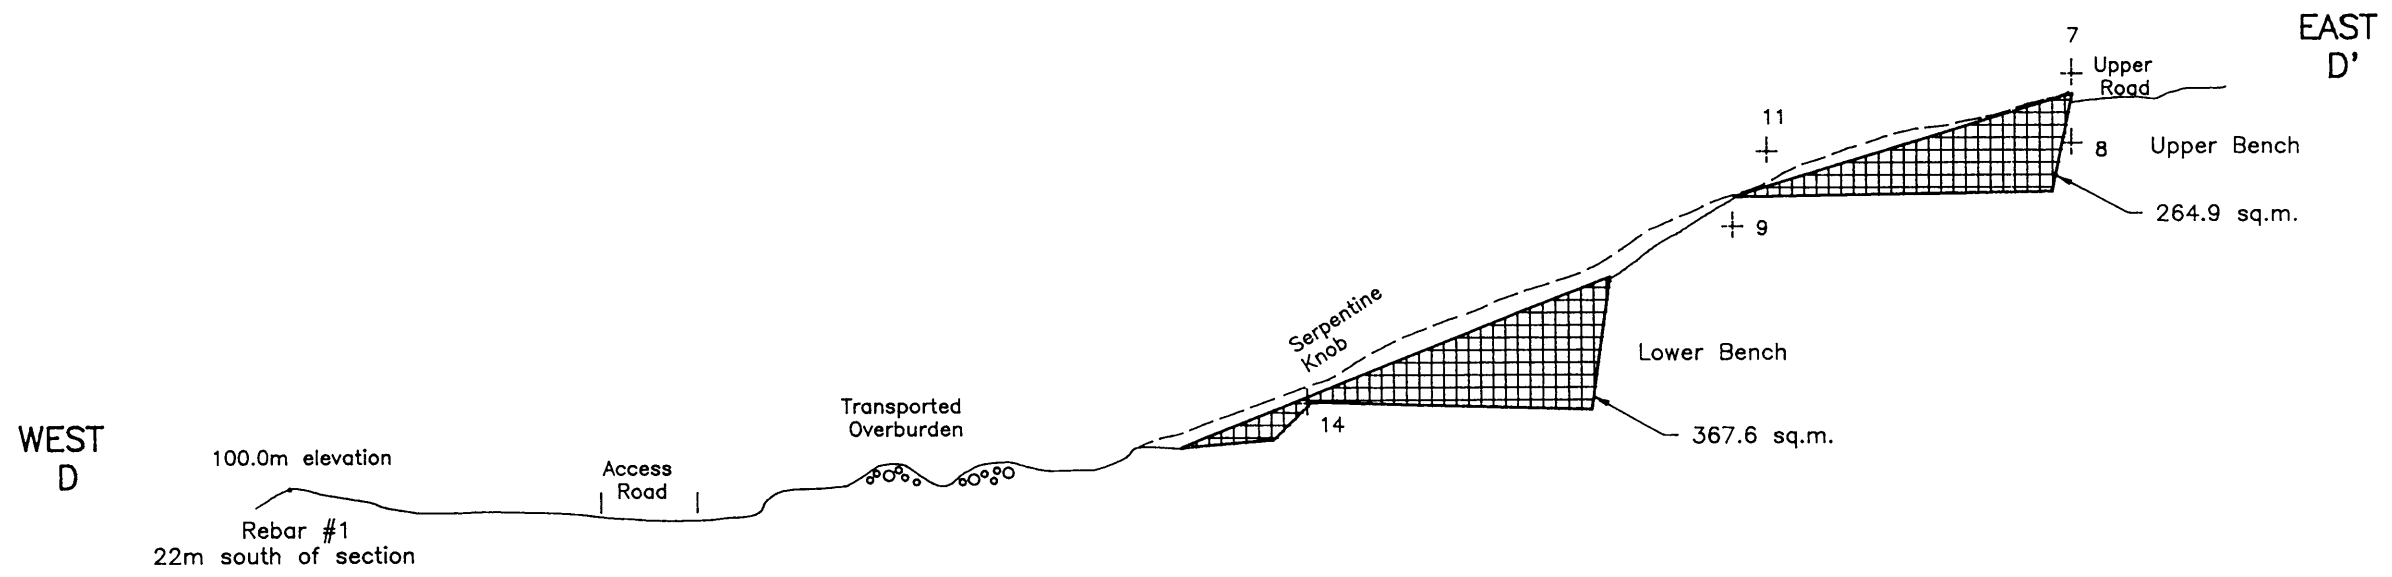 EAST
D'
7
Upper
Road
11
8
Upper Bench
264.9 sq.m.
9
Serpentine
Knob
Lower Bench
14
367.6 sq.m.
Transported
Overburden
WEST
D
100.0m elevation
Access
Road
Rebar #1
22m south of section